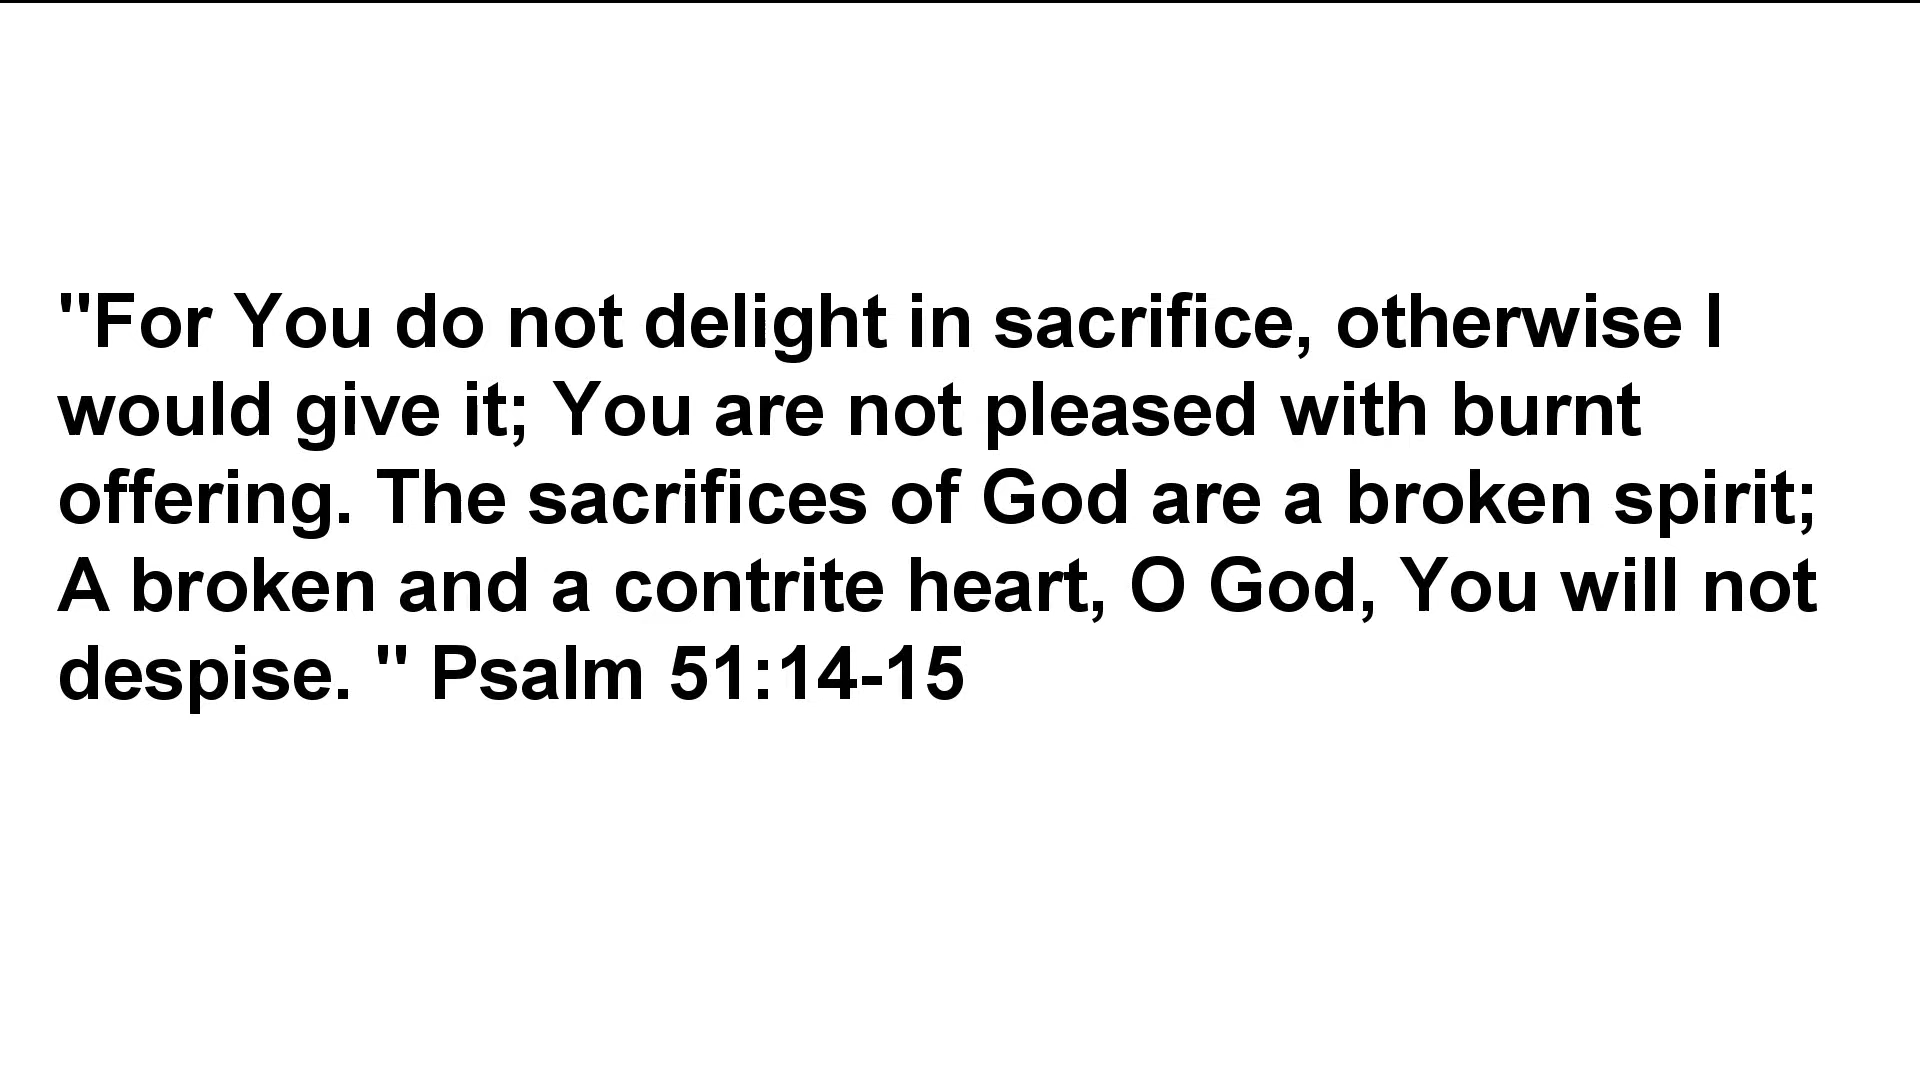 "For You do not delight in sacrifice, otherwise I
would give it; You are not pleased with burnt
offering. The sacrifices of God are a broken spirit;
A broken and a contrite heart, O God, You will not
despise. " Psalm 51:14-15